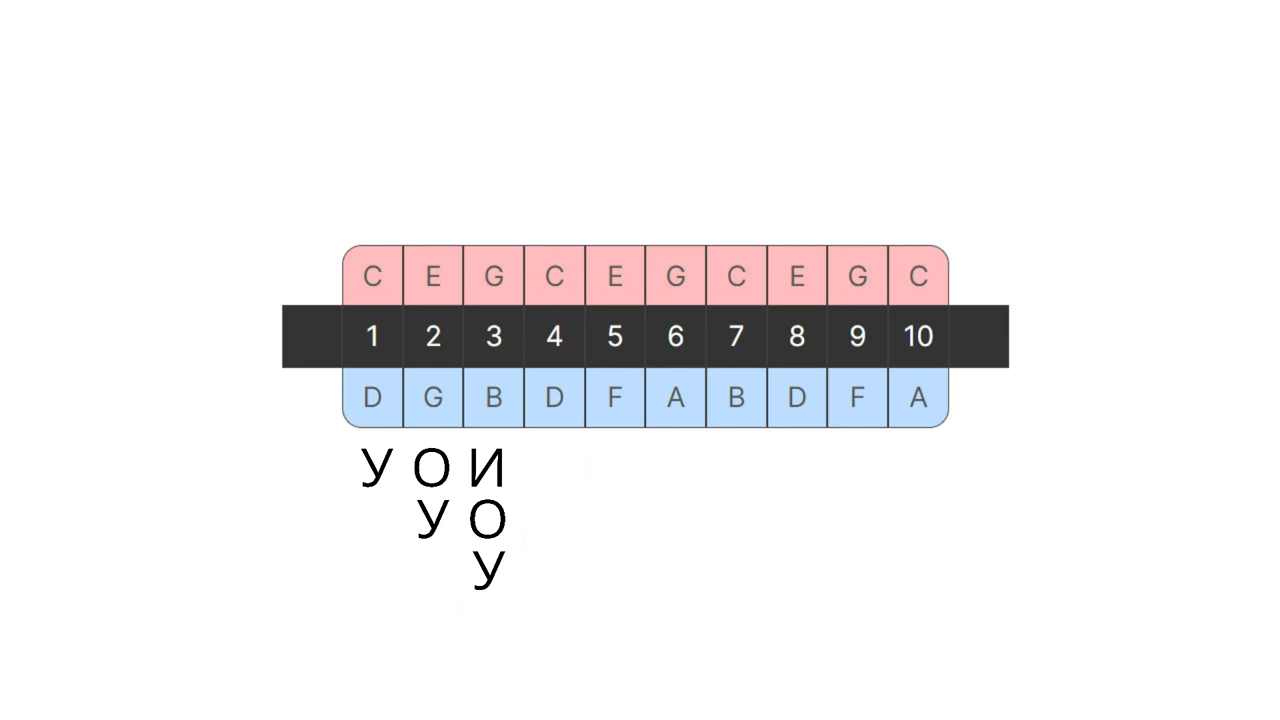 C E G C E G C E G C
1 2 3 4 5 6 7 8 9 10
D G B D F A B D F A
У О И
У О
У